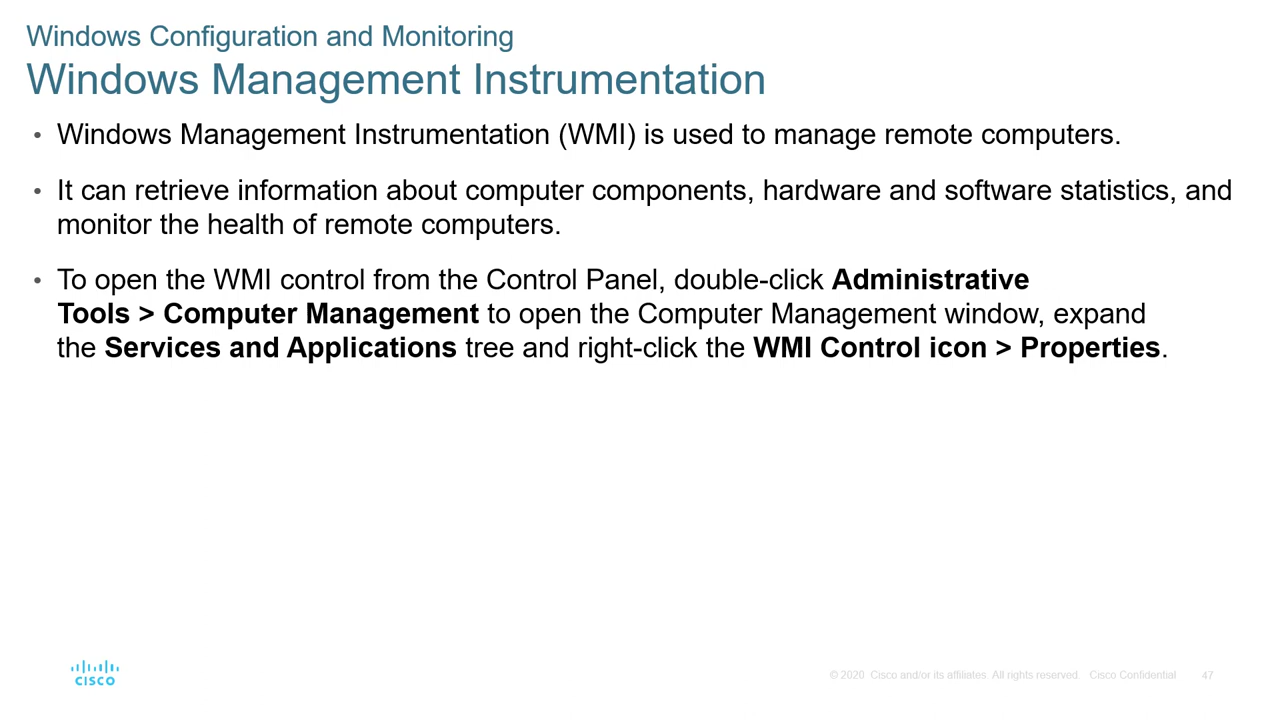 Windows Configuration and Monitoring
Windows Management Instrumentation
• Windows Management Instrumentation (WMI) is used to manage remote computers.
• It can retrieve information about computer components, hardware and software statistics, and
monitor the health of remote computers.
• To open the WMI control from the Control Panel, double-click Administrative
Tools > Computer Management to open the Computer Management window, expand
the Services and Applications tree and right-click the WMI Control icon > Properties.
CISCO
© 2020 Cisco and/or its affiliates. All rights reserved. Cisco Confidential 47